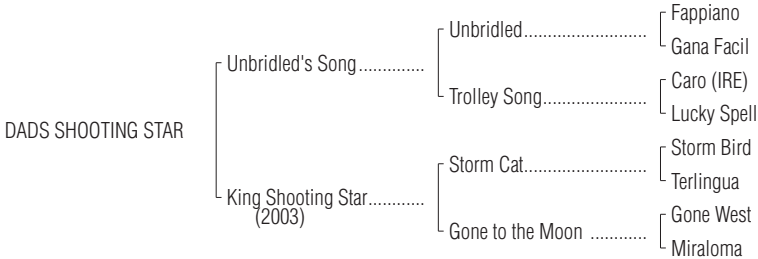 Fappiano
Unbridled..........................
Gana Facil
Unbridled's Song..............
Caro (IRE)
Trolley Song......................
Lucky Spell
DADS SHOOTING STAR
Storm Bird
Storm Cat..........................
Terlingua
King Shooting Star............
(2003)
Gone West
Gone to the Moon ............
Miraloma